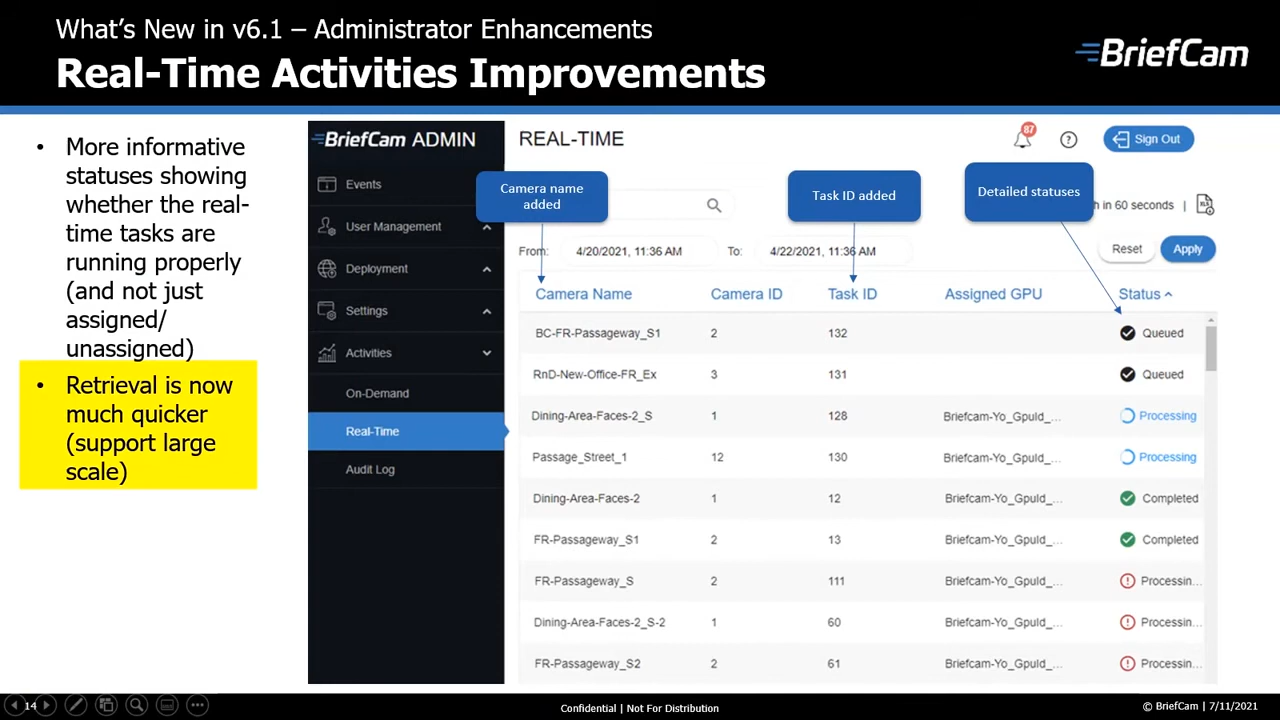 What's New in v6.1 – Administrator Enhancements
Real-Time Activities Improvements
BriefCam
• More informative
statuses showing
whether the real-
time tasks are
running properly
(and not just
assigned/
unassigned)
• Retrieval is now
much quicker
(support large
scale)
BriefCam ADMIN
Events
User Management
Deployment
Settings
Activities
On-Demand
Real-Time
Audit Log
REAL-TIME
87
Sign Out
Camera name
added
Task ID added
Detailed statuses
in 60 seconds |
From: 4/20/2021, 11:36 AM To: 4/22/2021, 11:36 AM
Reset Apply
Camera Name Camera ID Task ID Assigned GPU Status
BC-FR-Passageway_S1 2 132 Queued
RnD-New-Office-FR_Ex 3 131 Queued
Dining-Area-Faces-2_S 1 128 Briefcam-Yo_GpuId_... Processing
Passage_Street_1 12 130 Briefcam-Yo_GpuId_... Processing
Dining-Area-Faces-2 1 12 Briefcam-Yo_GpuId_... Completed
FR-Passageway_S1 2 13 Briefcam-Yo_GpuId_... Completed
FR-Passageway_S 2 111 Briefcam-Yo_GpuId_... Processin...
Dining-Area-Faces-2_S-2 1 60 Briefcam-Yo_GpuId_... Processin...
FR-Passageway_S2 2 61 Briefcam-Yo_GpuId_... Processin...
14
Confidential | Not For Distribution
© BriefCam | 7/11/2021